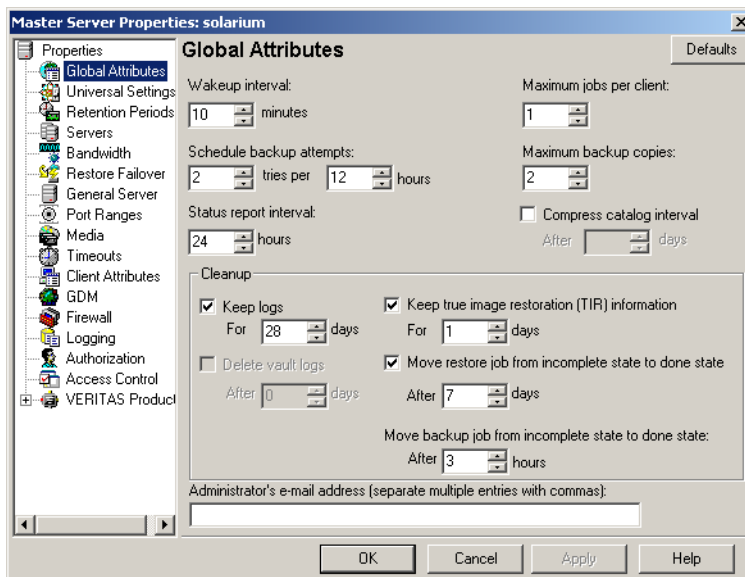 Master Server Properties: solarium
Properties
Global Attributes
Universal Settings
Retention Periods
Servers
Bandwidth
Restore Failover
General Server
Port Ranges
Media
Timeouts
Client Attributes
GDM
Firewall
Logging
Authorization
Access Control
VERITAS Product
Global Attributes
Defaults
Wakeup interval:
10 minutes
Maximum jobs per client:
1
Schedule backup attempts:
2 tries per 12 hours
Maximum backup copies:
2
Status report interval:
24 hours
Compress catalog interval
After days
Cleanup
Keep logs
For 28 days
Keep true image restoration (TIR) information
For 1 days
Delete vault logs
After 0 days
Move restore job from incomplete state to done state
After 7 days
Move backup job from incomplete state to done state:
After 3 hours
Administrator's e-mail address (separate multiple entries with commas):
OK Cancel Apply Help